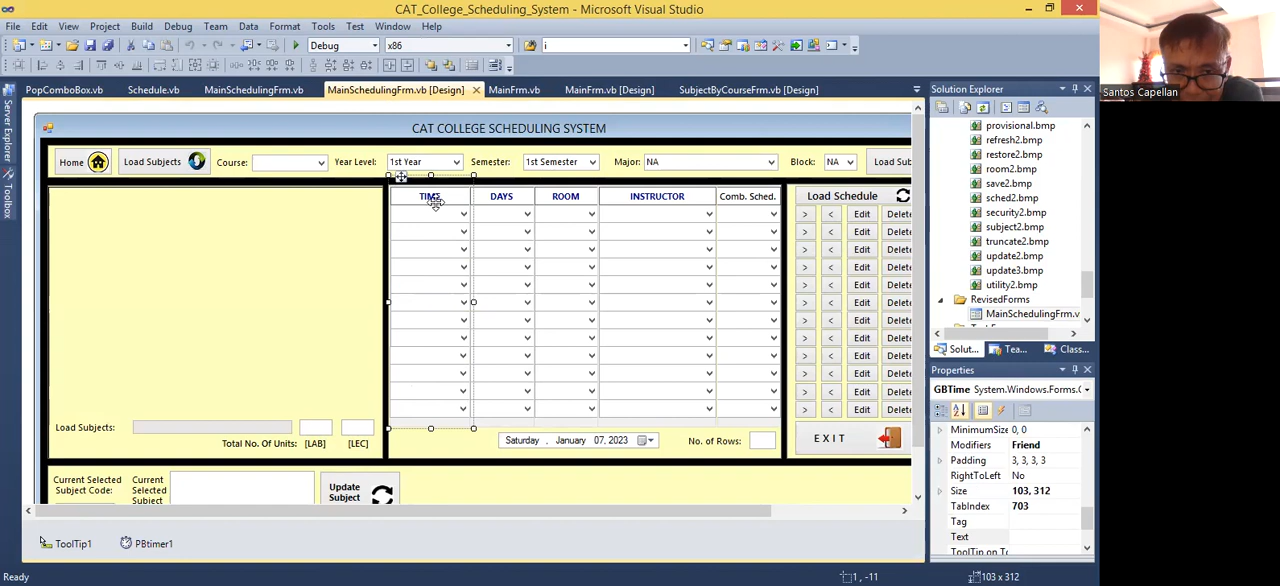 CAT_College_Scheduling_System - Microsoft Visual Studio
File Edit View Project Build Debug Team Data Format Tools Test Window Help
Debug x86 i
PopComboBox.vb Schedule.vb MainSchedulingFrm.vb MainSchedulingFrm.vb [Design] MainFrm.vb MainFrm.vb [Design] SubjectByCourseFrm.vb [Design]
Server Explorer
Toolbox
CAT COLLEGE SCHEDULING SYSTEM
Home Load Subjects Course: Year Level: 1st Year Semester: 1st Semester Major: NA Block: NA Load Sub
TIME DAYS ROOM INSTRUCTOR Comb. Sched. Load Schedule
> < Edit Delete
> < Edit Delete
> < Edit Delete
> < Edit Delete
> < Edit Delete
> < Edit Delete
> < Edit Delete
> < Edit Delete
> < Edit Delete
> < Edit Delete
> < Edit Delete
> < Edit Delete
Load Subjects:
Total No. Of Units: [LAB] [LEC]
Saturday , January 07, 2023 No. of Rows: EXIT
Current Selected Subject Code:
Current Selected Subject
Update Subject
ToolTip1 PBtimer1
Ready 1 , -11 103 x 312
Solution Explorer
provisional.bmp
refresh2.bmp
restore2.bmp
room2.bmp
save2.bmp
sched2.bmp
security2.bmp
subject2.bmp
truncate2.bmp
update2.bmp
update3.bmp
utility2.bmp
RevisedForms
MainSchedulingFrm.v
Solut... Tea... Class...
Properties
GBTime System.Windows.Forms.G
MinimumSize 0, 0
Modifiers Friend
Padding 3, 3, 3, 3
RightToLeft No
Size 103, 312
TabIndex 703
Tag
Text
ToolTip on To
Santos Capellan